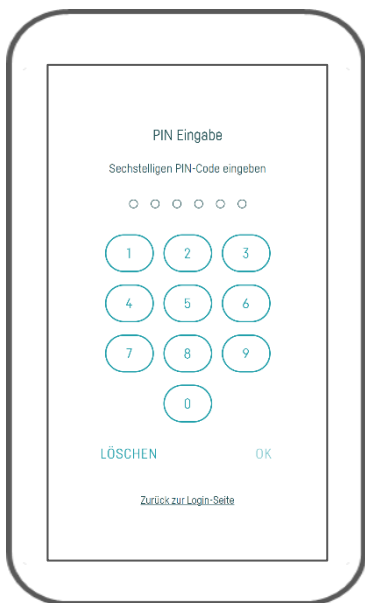 PIN Eingabe
Sechstelligen PIN-Code eingeben
1 2 3
4 5 6
7 8 9
0
LÖSCHEN OK
Zurück zur Login-Seite